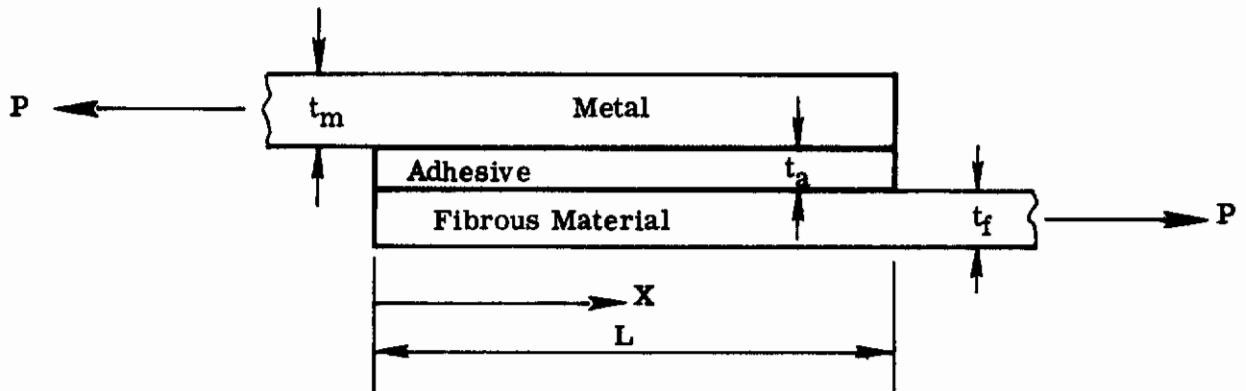 P
t_m
Metal
Adhesive
t_a
Fibrous Material
t_f
P
X
L